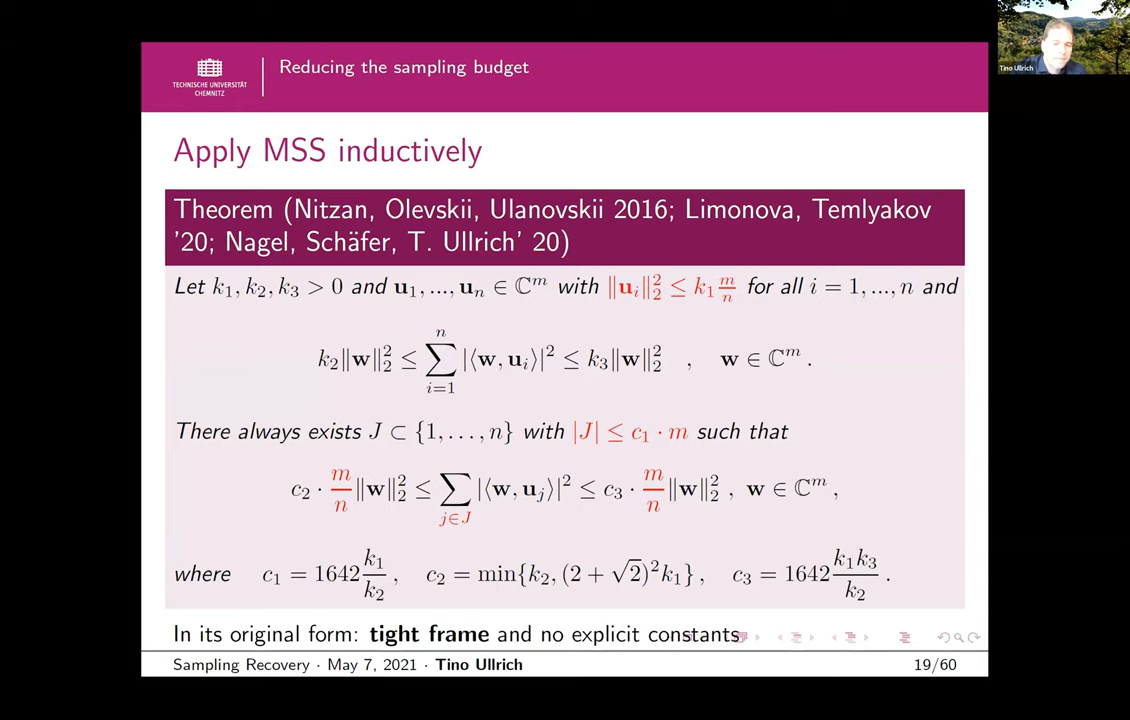 Reducing the sampling budget
TECHNISCHE UNIVERSITÄT
CHEMNITZ
Tino Ullrich
Apply MSS inductively
Theorem (Nitzan, Olevskii, Ulanovskii 2016; Limonova, Temlyakov
'20; Nagel, Schäfer, T. Ullrich' 20)
Let k₁, k₂, k₃ > 0 and u₁, ..., uₙ ∈ ℂᵐ with ‖uᵢ‖₂² ≤ k₁ m/n for all i = 1, ..., n and
k₂‖w‖₂² ≤ ∑ᵢ₌₁ⁿ |⟨w, uᵢ⟩|² ≤ k₃‖w‖₂² , w ∈ ℂᵐ .
There always exists J ⊂ {1, . . . , n} with |J| ≤ c₁ · m such that
c₂ · m/n ‖w‖₂² ≤ ∑_{j∈J} |⟨w, uⱼ⟩|² ≤ c₃ · m/n ‖w‖₂² , w ∈ ℂᵐ ,
where c₁ = 1642 k₁/k₂ , c₂ = min{k₂, (2 + √2)²k₁} , c₃ = 1642 k₁k₃/k₂ .
In its original form: tight frame and no explicit constants
Sampling Recovery · May 7, 2021 · Tino Ullrich
19/60